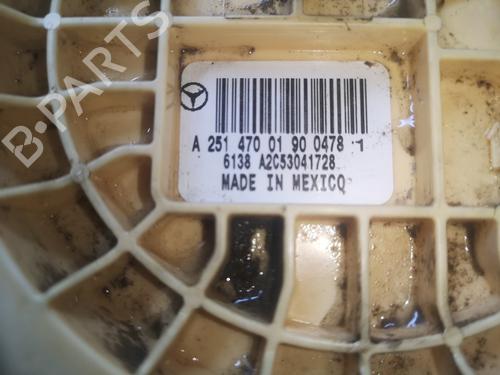 B-PARTS
A 251 470 01 90 0478 1
6138 A2C53041728
MADE IN MEXICO